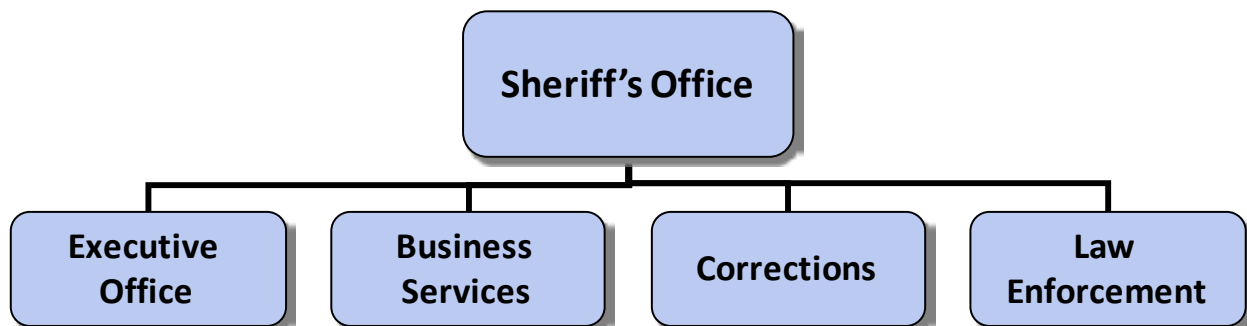 Sheriff’s Office
Executive
Office
Business
Services
Corrections
Law
Enforcement